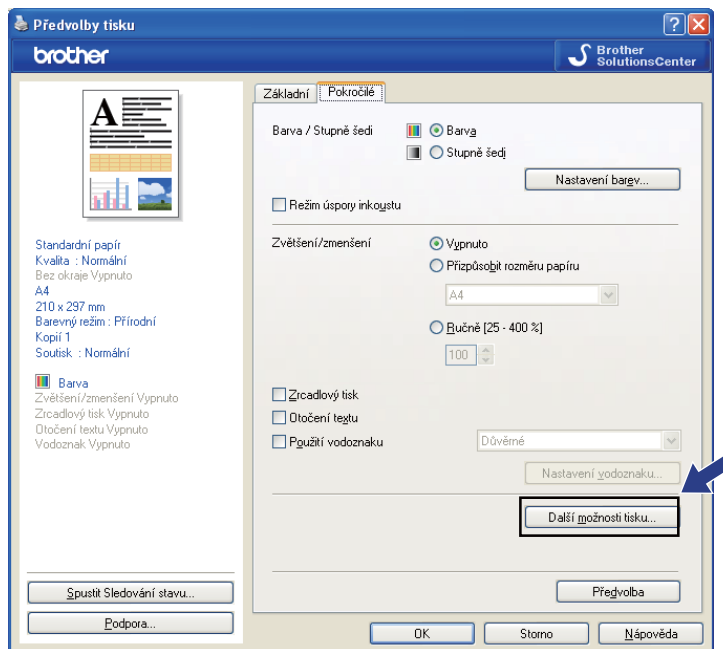 Předvolby tisku
brother
Brother
SolutionsCenter
Základní
Pokročilé
A
Barva / Stupně šedi
Barva
Stupně šedi
Nastavení barev...
Režim úspory inkoustu
Zvětšení/zmenšení
Vypnuto
Přizpůsobit rozměru papíru
A4
Ručně [25 - 400 %]
100
Zrcadlový tisk
Otočení textu
Použití vodoznaku
Důvěrné
Nastavení vodoznaku...
Další možnosti tisku...
Předvolba
Standardní papír
Kvalita : Normální
Bez okraje Vypnuto
A4
210 x 297 mm
Barevný režim : Přírodní
Kopií 1
Soutisk : Normální
Barva
Zvětšení/zmenšení Vypnuto
Zrcadlový tisk Vypnuto
Otočení textu Vypnuto
Vodoznak Vypnuto
Spustit Sledování stavu...
Podpora...
OK
Storno
Nápověda